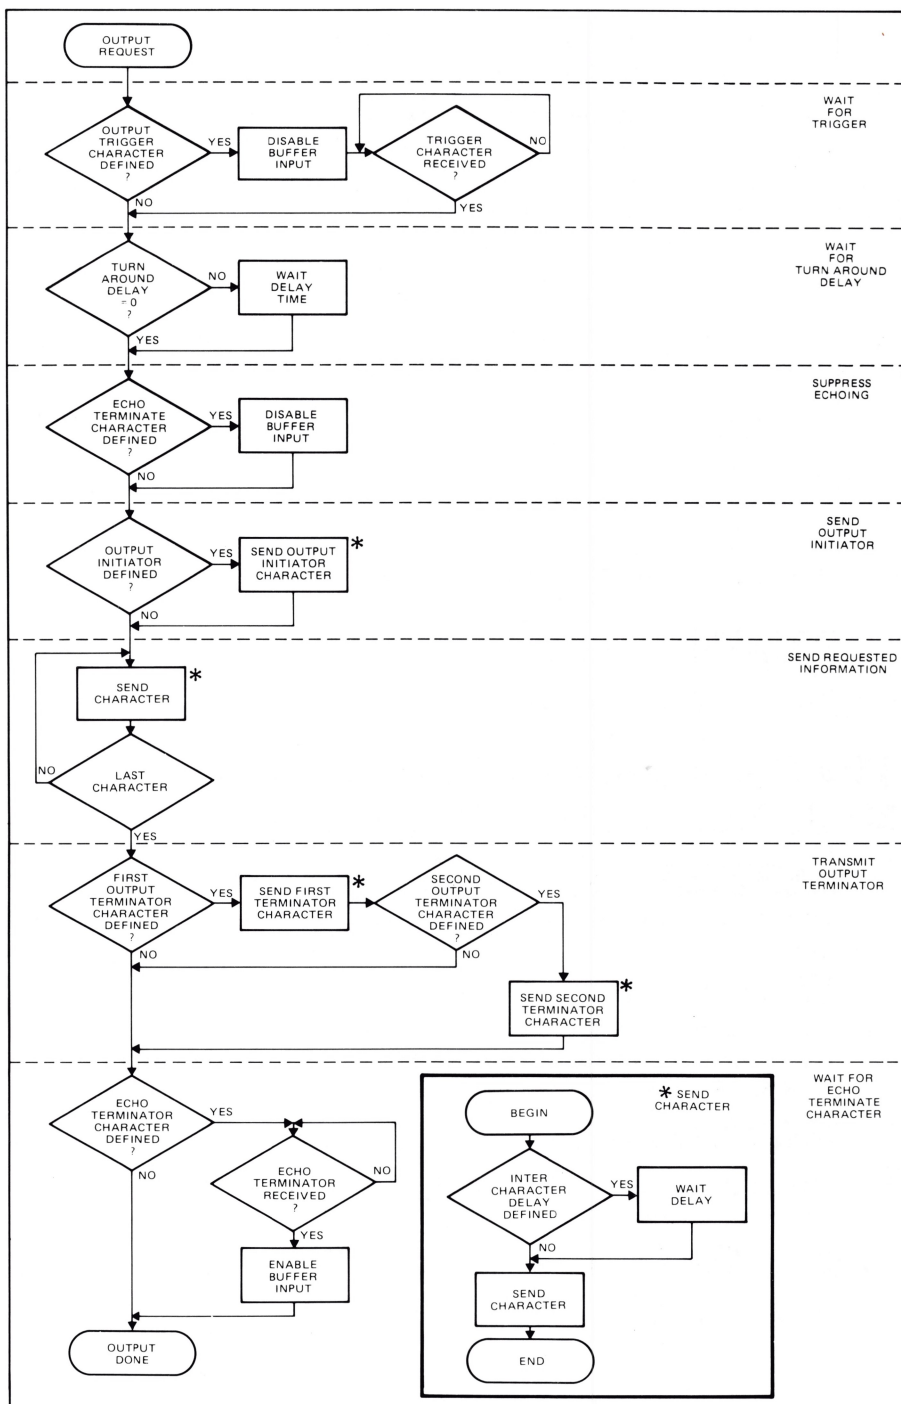 OUTPUT
REQUEST
WAIT
FOR
TRIGGER
OUTPUT
TRIGGER
CHARACTER
DEFINED
?
YES
DISABLE
BUFFER
INPUT
TRIGGER
CHARACTER
RECEIVED
?
NO
NO
YES
WAIT
FOR
TURN AROUND
DELAY
TURN
AROUND
DELAY
=0
?
NO
WAIT
DELAY
TIME
YES
SUPPRESS
ECHOING
ECHO
TERMINATE
CHARACTER
DEFINED
?
YES
DISABLE
BUFFER
INPUT
NO
SEND
OUTPUT
INITIATOR
OUTPUT
INITIATOR
DEFINED
?
YES
SEND OUTPUT
INITIATOR
CHARACTER
*
NO
SEND REQUESTED
INFORMATION
SEND
CHARACTER
*
LAST
CHARACTER
NO
YES
TRANSMIT
OUTPUT
TERMINATOR
FIRST
OUTPUT
TERMINATOR
CHARACTER
DEFINED
?
YES
SEND FIRST
TERMINATOR
CHARACTER
*
SECOND
OUTPUT
TERMINATOR
CHARACTER
DEFINED
?
YES
NO
NO
SEND SECOND
TERMINATOR
CHARACTER
*
WAIT FOR
ECHO
TERMINATE
CHARACTER
ECHO
TERMINATOR
CHARACTER
DEFINED
?
YES
NO
ECHO
TERMINATOR
RECEIVED
?
NO
YES
ENABLE
BUFFER
INPUT
OUTPUT
DONE
* SEND
CHARACTER
BEGIN
INTER
CHARACTER
DELAY
DEFINED
YES
WAIT
DELAY
NO
SEND
CHARACTER
END